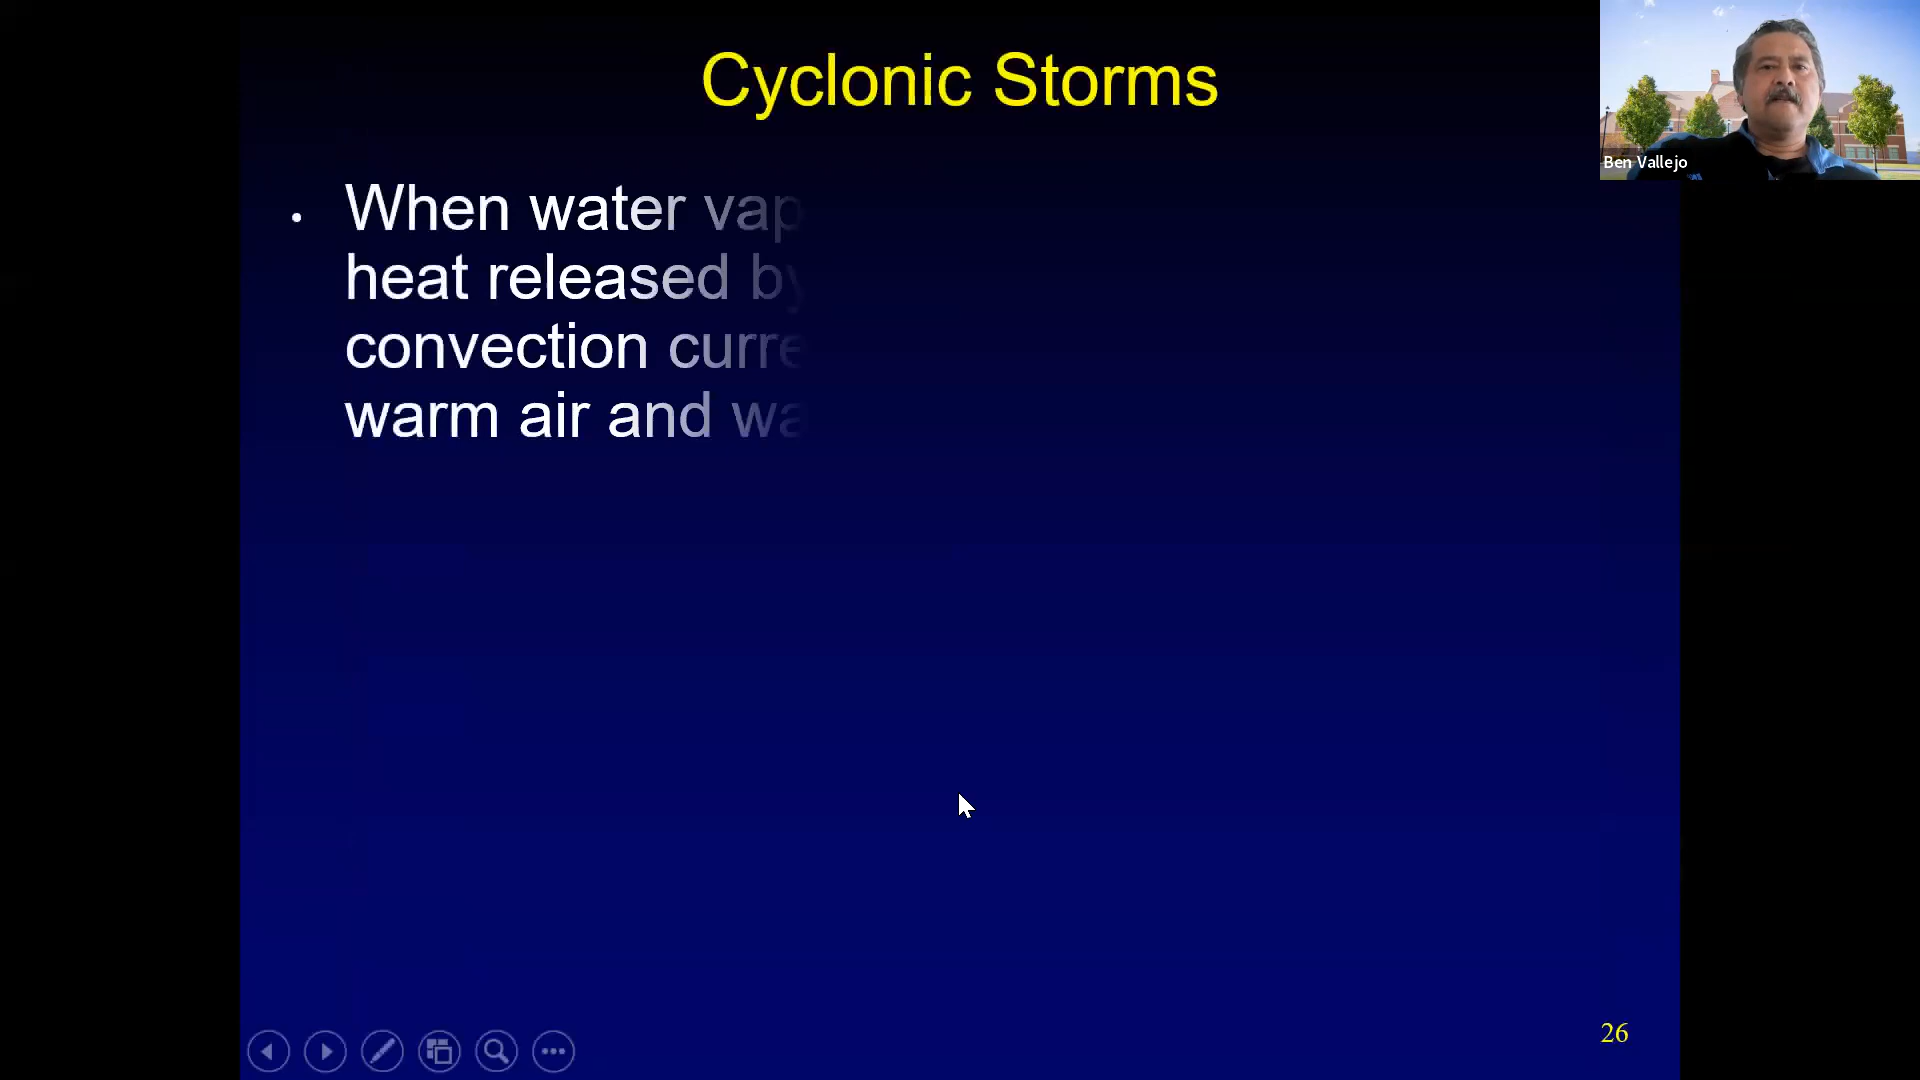 Cyclonic Storms
Ben Vallejo
• When water vap
heat released by
convection curre
warm air and wa
26